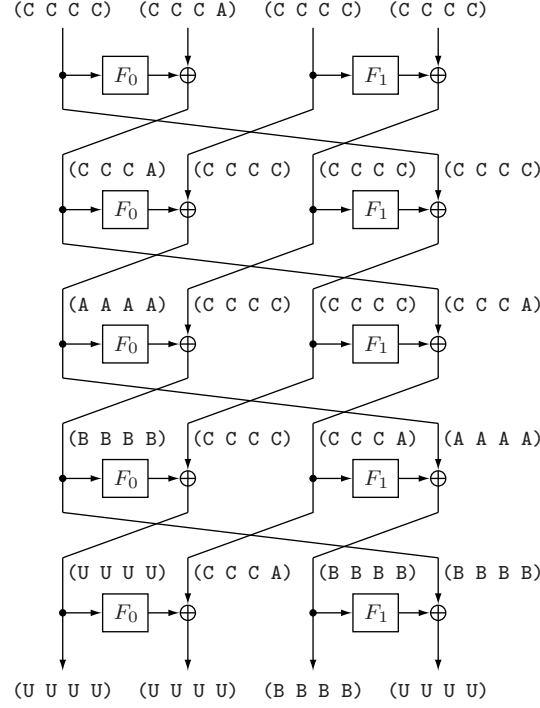 (C C C C) (C C C A) (C C C C) (C C C C)
F0 F1
(C C C A) (C C C C) (C C C C) (C C C C)
F0 F1
(A A A A) (C C C C) (C C C C) (C C C A)
F0 F1
(B B B B) (C C C C) (C C C A) (A A A A)
F0 F1
(U U U U) (C C C A) (B B B B) (B B B B)
F0 F1
(U U U U) (U U U U) (B B B B) (U U U U)